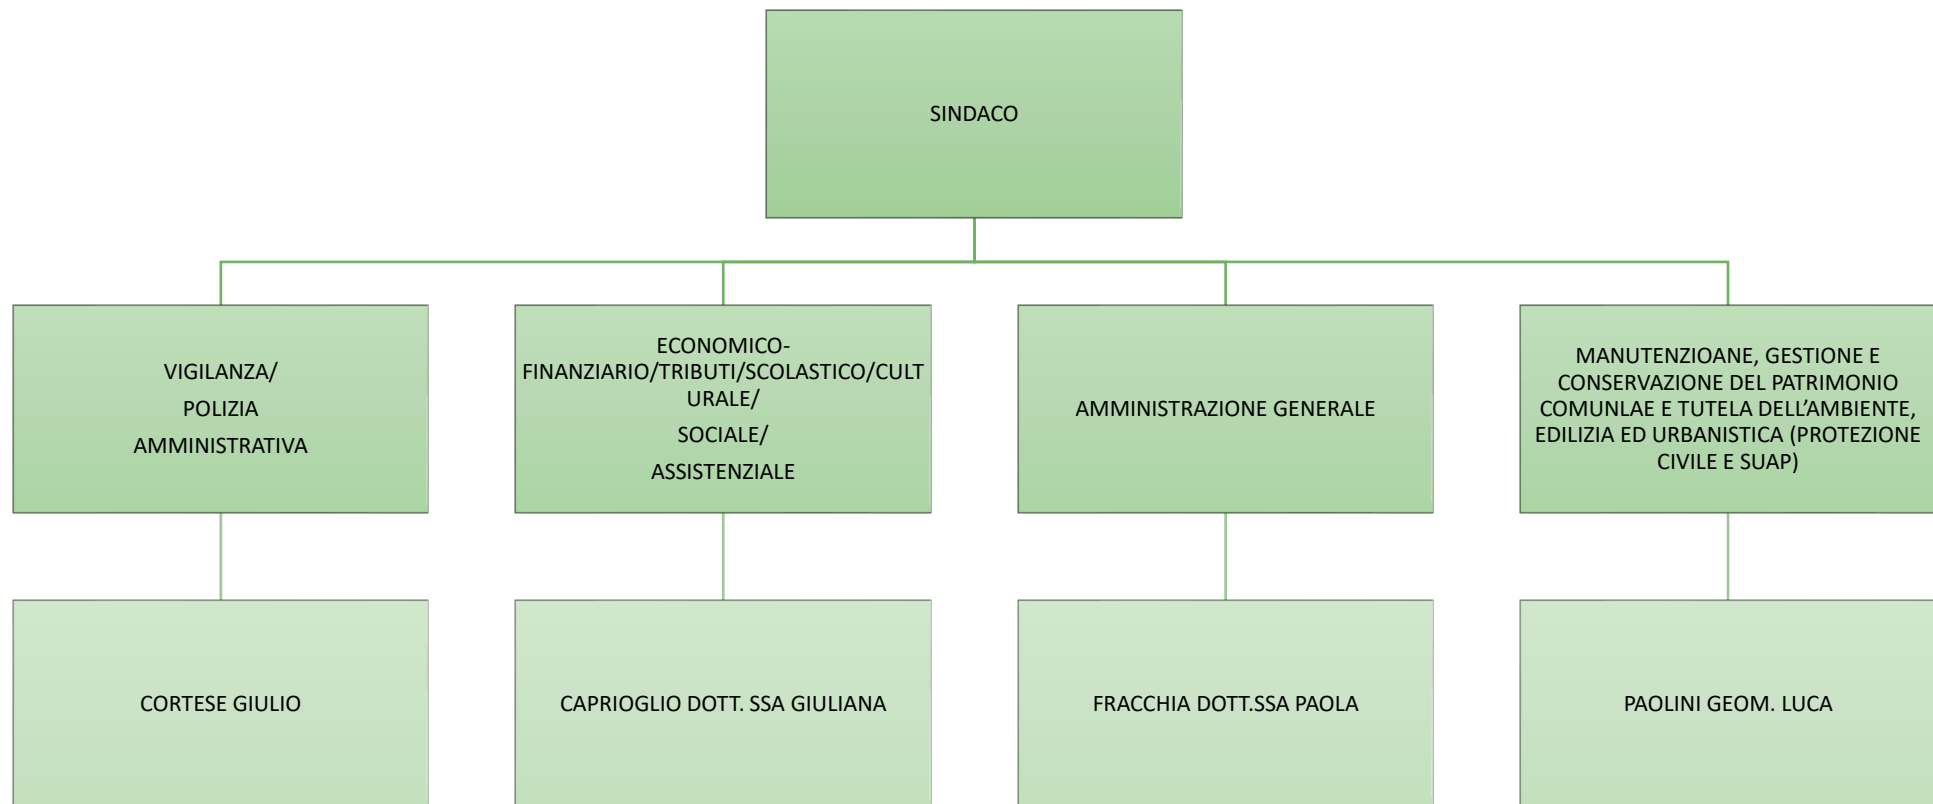 SINDACO
VIGILANZA/
POLIZIA
AMMINISTRATIVA
ECONOMICO-
FINANZIARIO/TRIBUTI/SCOLASTICO/CULT
URALE/
SOCIALE/
ASSISTENZIALE
AMMINISTRAZIONE GENERALE
MANUTENZIOANE, GESTIONE E
CONSERVAZIONE DEL PATRIMONIO
COMUNLAE E TUTELA DELL’AMBIENTE,
EDILIZIA ED URBANISTICA (PROTEZIONE
CIVILE E SUAP)
CORTESE GIULIO
CAPRIOGLIO DOTT. SSA GIULIANA
FRACCHIA DOTT.SSA PAOLA
PAOLINI GEOM. LUCA